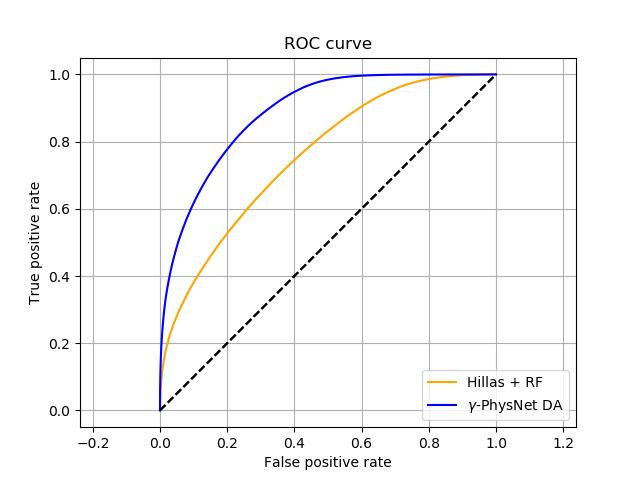 ROC curve
True positive rate
1.0
0.8
0.6
0.4
0.2
0.0
−0.2 0.0 0.2 0.4 0.6 0.8 1.0 1.2
False positive rate
Hillas + RF
γ-PhysNet DA